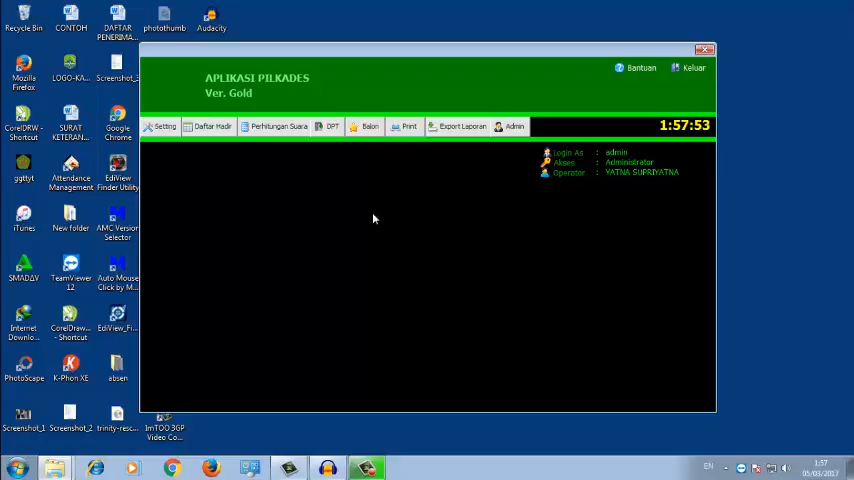 Recycle Bin
CONTOH
DAFTAR
PENERIMA...
photothumb
Audacity
Mozilla
Firefox
LOGO-KA...
Screenshot_3
CorelDRW -
Shortcut
SURAT
KETERAN...
Google
Chrome
ggttyt
Attendance
Management
EdiView
Finder Utility
iTunes
New folder
AMC Version
Selector
SMADAV
TeamViewer
12
Auto Mouse
Click by M...
Internet
Downlo...
CorelDraw...
- Shortcut
EdiView_Fi...
PhotoScape
K-Phon XE
absen
Screenshot_1
Screenshot_2
trinity-resc...
ImTOO 3GP
Video Co...
APLIKASI PILKADES
Ver. Gold
Bantuan
Keluar
Setting
Daftar Hadir
Perhitungan Suara
DPT
Balon
Print
Export Laporan
Admin
1:57:53
Login As : admin
Akses : Administrator
Operator : YATNA SUPRIYATNA
EN
1:57
05/03/2017